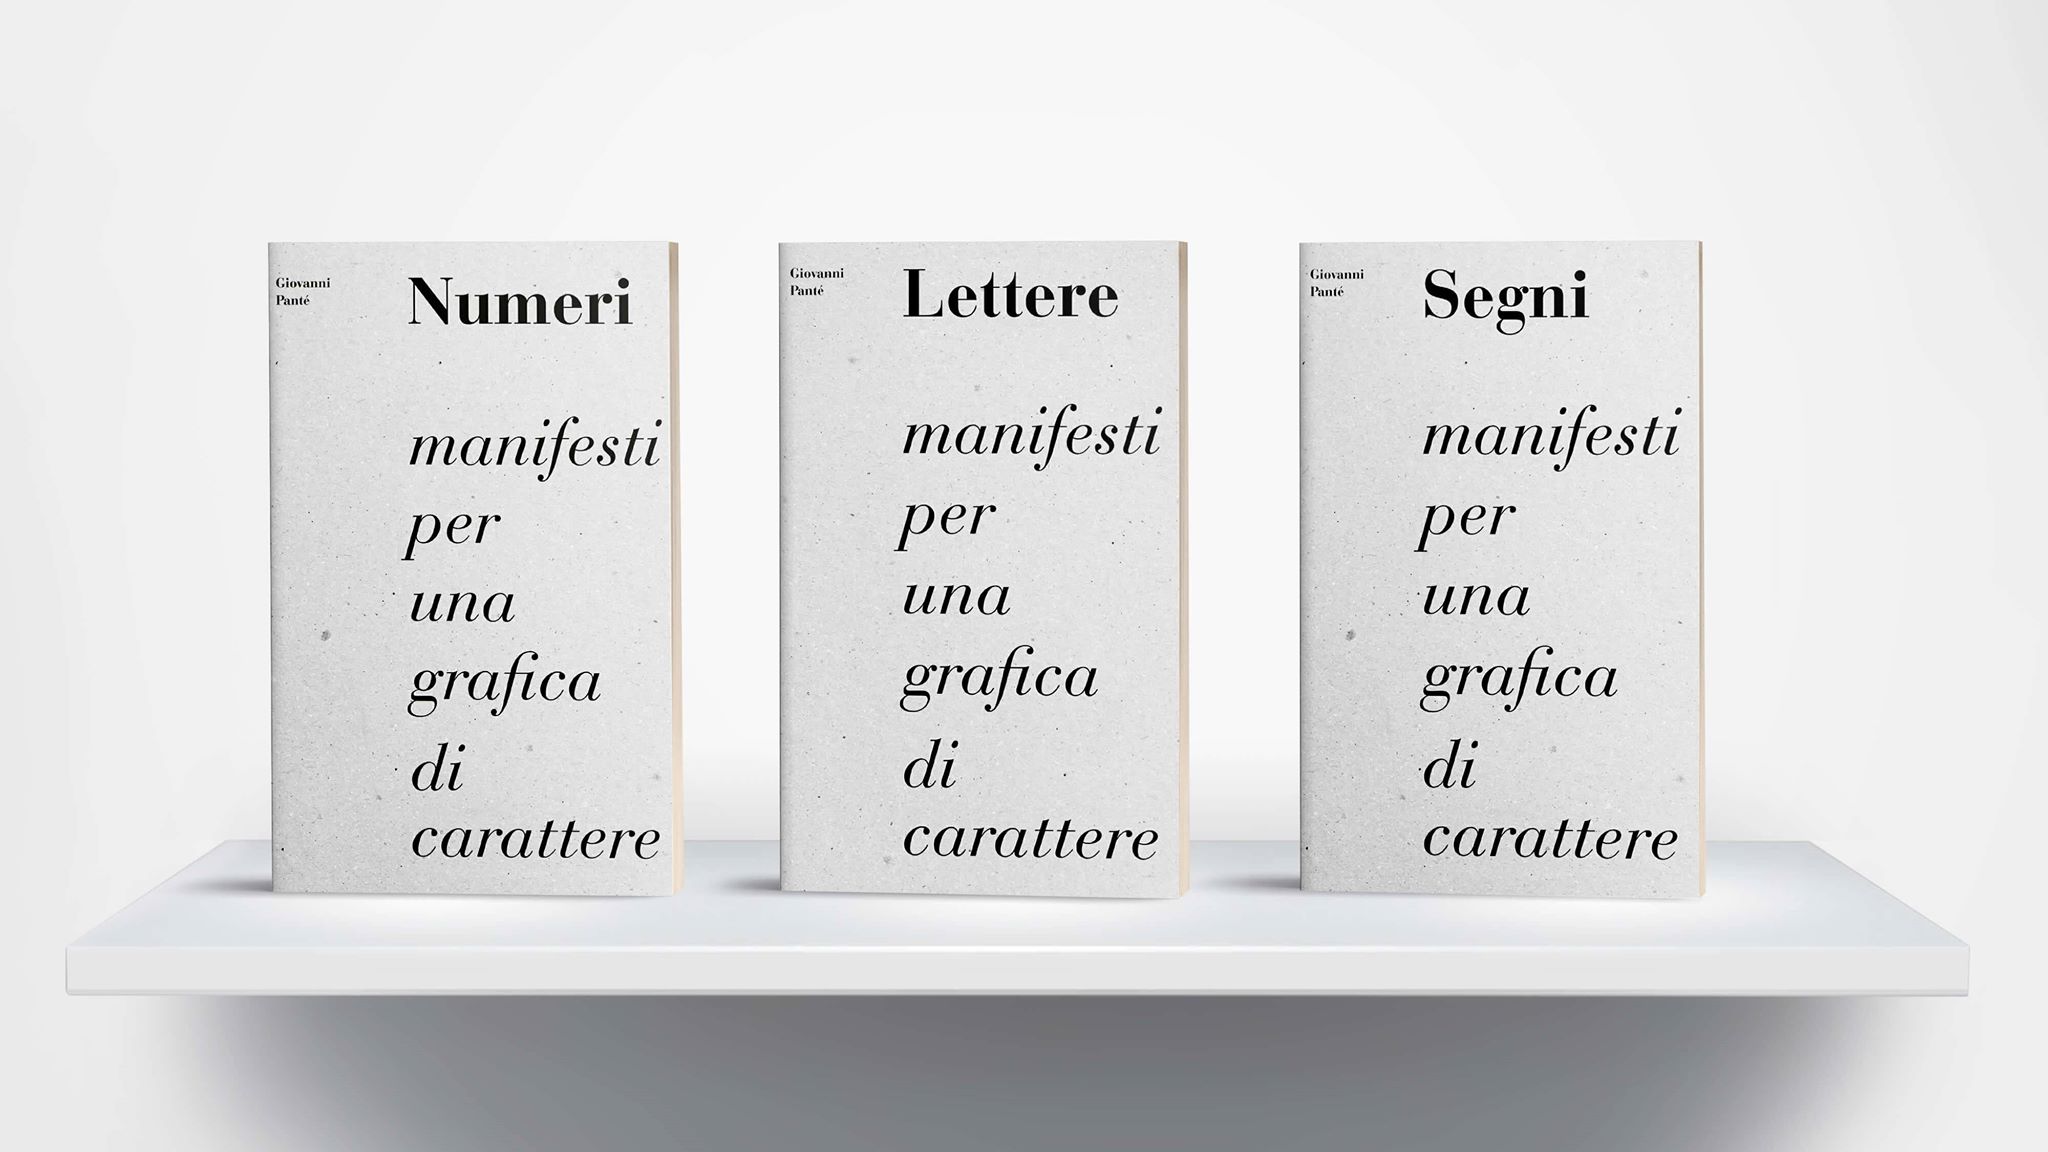 Giovanni
Panté
Numeri
manifesti
per
una
grafica
di
carattere
Giovanni
Panté
Lettere
manifesti
per
una
grafica
di
carattere
Giovanni
Panté
Segni
manifesti
per
una
grafica
di
carattere